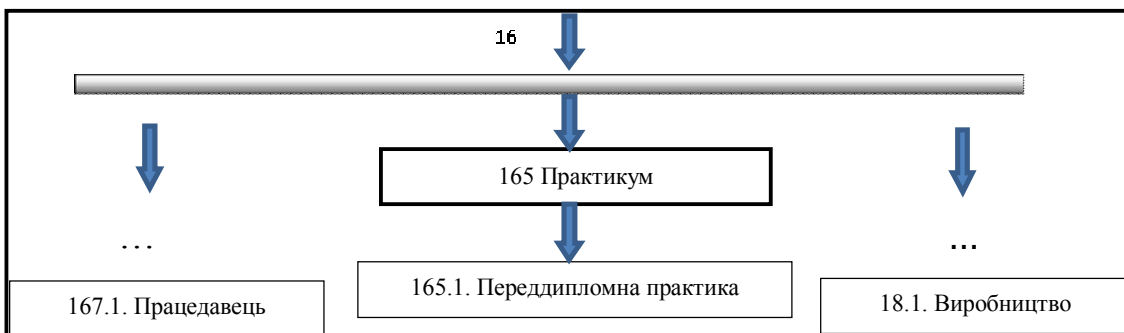 16
165 Практикум
…
…
167.1. Працедавець
165.1. Переддипломна практика
18.1. Виробництво